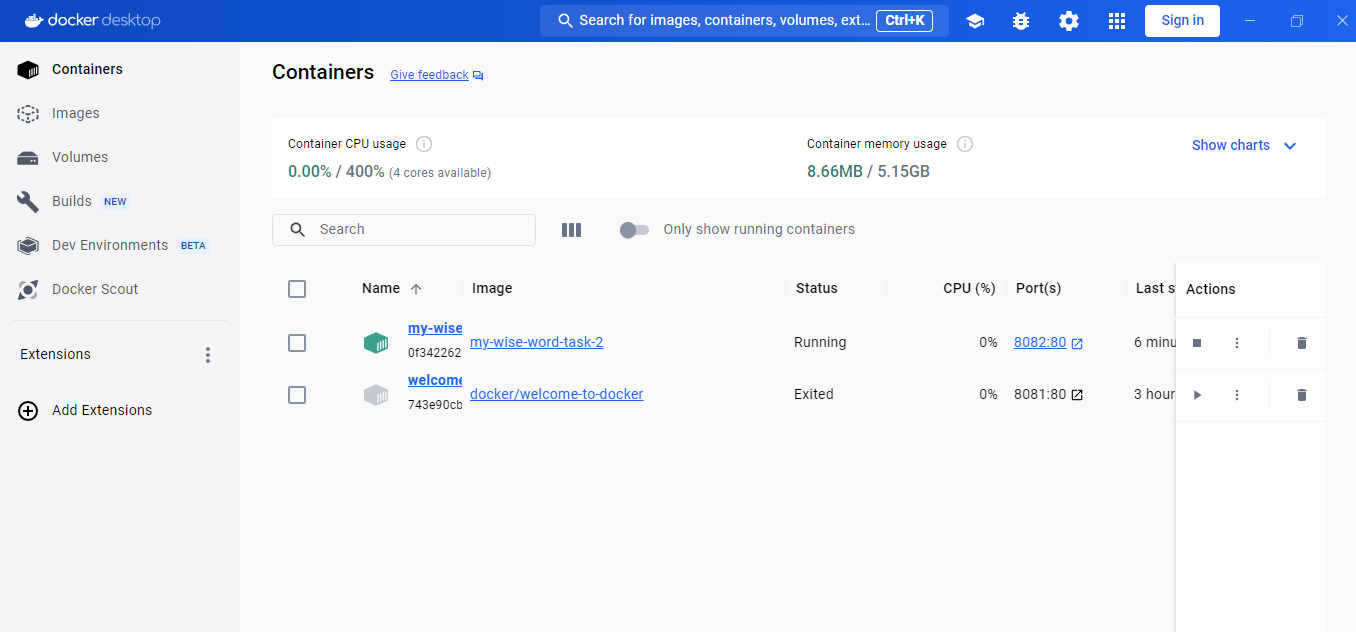 docker desktop
Search for images, containers, volumes, ext... Ctrl+K
Sign in
Containers
Images
Volumes
Builds NEW
Dev Environments BETA
Docker Scout
Extensions
Add Extensions
Containers Give feedback
Container CPU usage
0.00% / 400% (4 cores available)
Container memory usage
8.66MB / 5.15GB
Show charts
Search
Only show running containers
Name Image Status CPU (%) Port(s) Last s Actions
my-wise
0f342262
my-wise-word-task-2 Running 0% 8082:80 6 minu
welcome
743e90cb
docker/welcome-to-docker Exited 0% 8081:80 3 hour